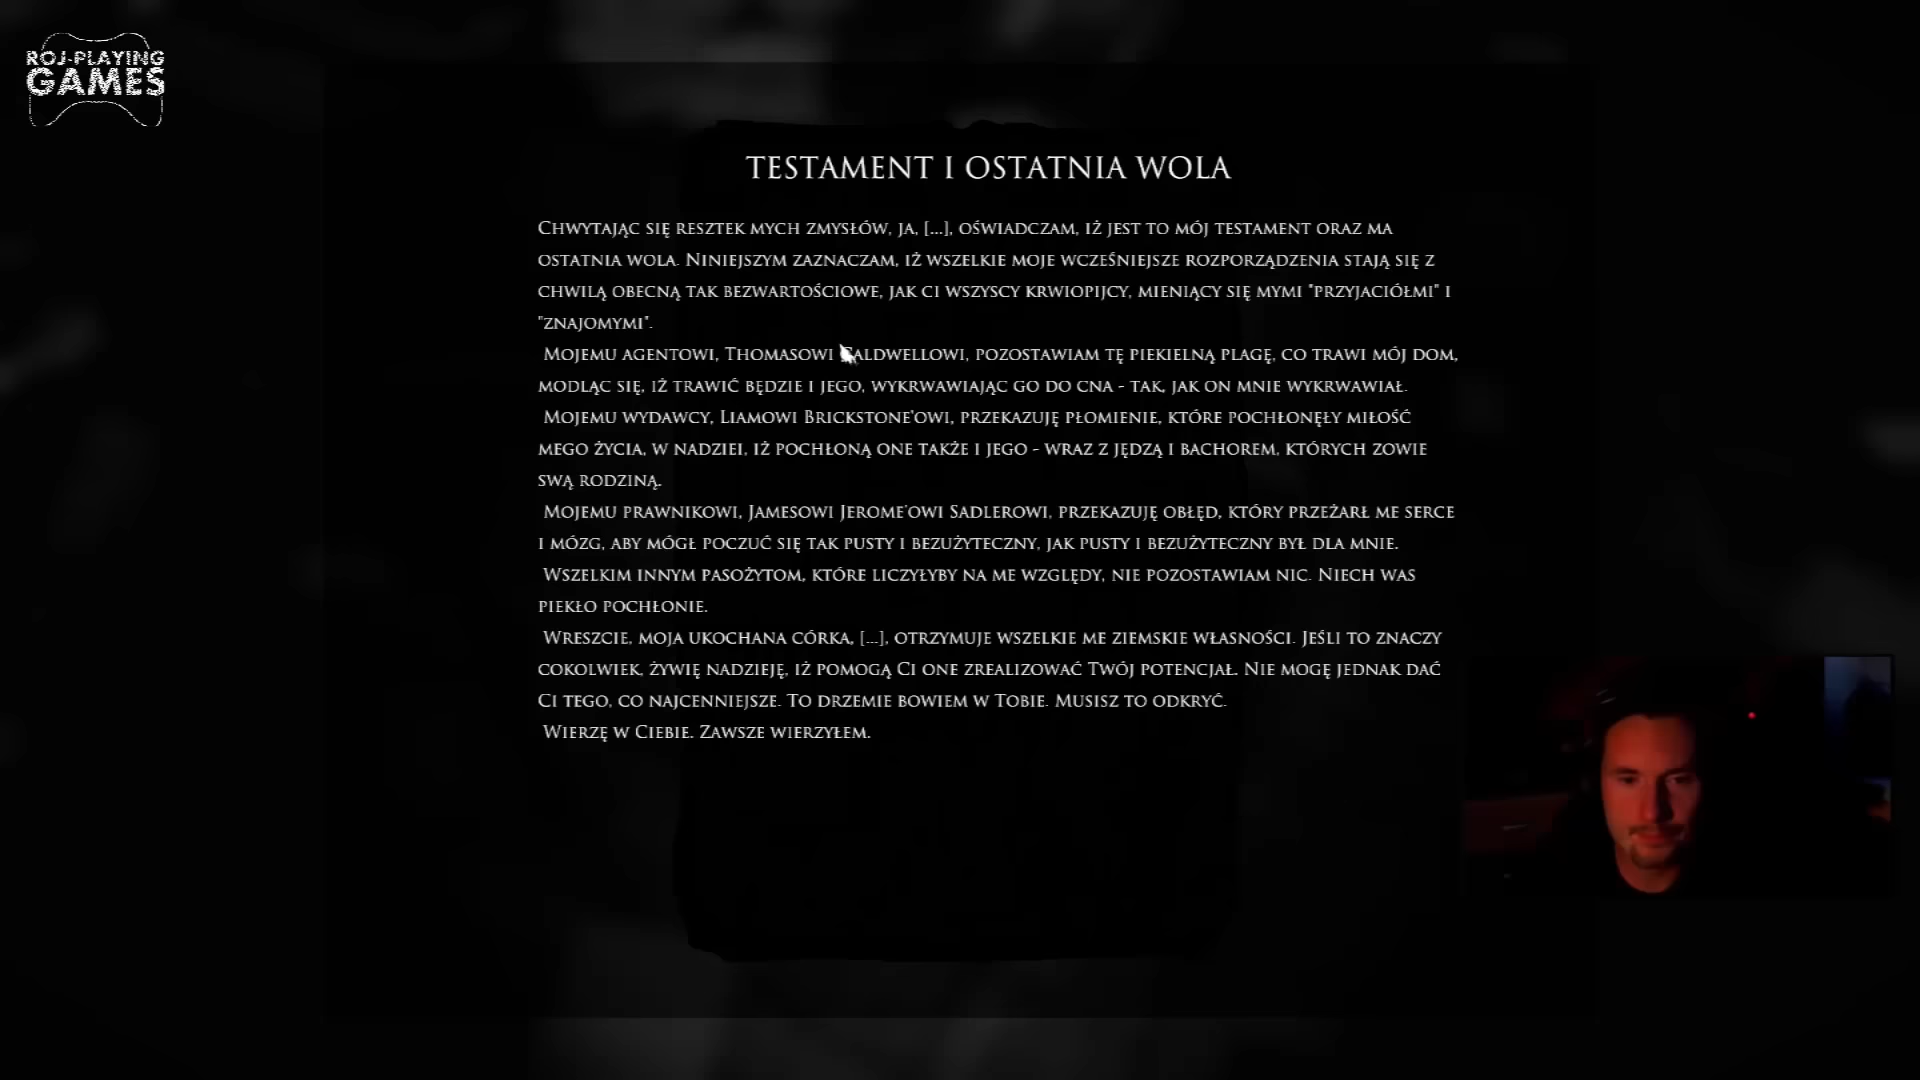 ROJ-PLAYING
GAMES
TESTAMENT I OSTATNIA WOLA
Chwytając się resztek mych zmysłów, ja, [...], oświadczam, iż jest to mój testament oraz ma
ostatnia wola. Niniejszym zaznaczam, iż wszelkie moje wcześniejsze rozporządzenia stają się z
chwilą obecną tak bezwartościowe, jak ci wszyscy krwiopijcy, mieniący się mymi "przyjaciółmi" i
"znajomymi".
Mojemu agentowi, Thomasowi Caldwellowi, pozostawiam tę piekielną plagę, co trawi mój dom,
modląc się, iż trawić będzie i jego, wykrwawiając go do cna - tak, jak on mnie wykrwawiał.
Mojemu wydawcy, Liamowi Brickstone'owi, przekazuję płomienie, które pochłonęły miłość
mego życia, w nadziei, iż pochłoną one także i jego - wraz z jędzą i bachorem, których zowie
swą rodziną.
Mojemu prawnikowi, Jamesowi Jerome'owi Sadlerowi, przekazuję obłęd, który przeżarł me serce
i mózg, aby mógł poczuć się tak pusty i bezużyteczny, jak pusty i bezużyteczny był dla mnie.
Wszelkim innym pasożytom, które liczyłyby na me względy, nie pozostawiam nic. Niech was
piekło pochłonie.
Wreszcie, moja ukochana córka, [...], otrzymuje wszelkie me ziemskie własności. Jeśli to znaczy
cokolwiek, żywię nadzieję, iż pomogą Ci one zrealizować Twój potencjał. Nie mogę jednak dać
Ci tego, co najcenniejsze. To drzemie bowiem w Tobie. Musisz to odkryć.
Wierzę w Ciebie. Zawsze wierzyłem.